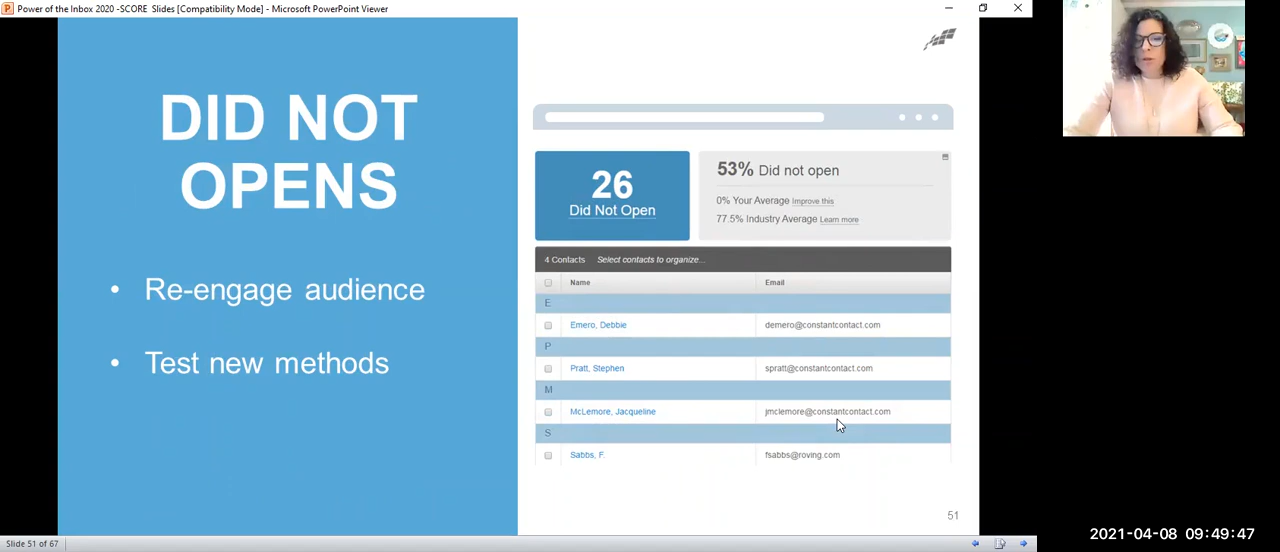 Power of the Inbox 2020 -SCORE Slides [Compatibility Mode] - Microsoft PowerPoint Viewer
DID NOT
OPENS
• Re-engage audience
• Test new methods
26
Did Not Open
53% Did not open
0% Your Average Improve this
77.5% Industry Average Learn more
4 Contacts Select contacts to organize...
Name Email
E
Emero, Debbie demero@constantcontact.com
P
Pratt, Stephen spratt@constantcontact.com
M
McLemore, Jacqueline jmclemore@constantcontact.com
S
Sabbs, F. fsabbs@roving.com
51
Slide 51 of 67
2021-04-08 09:49:47